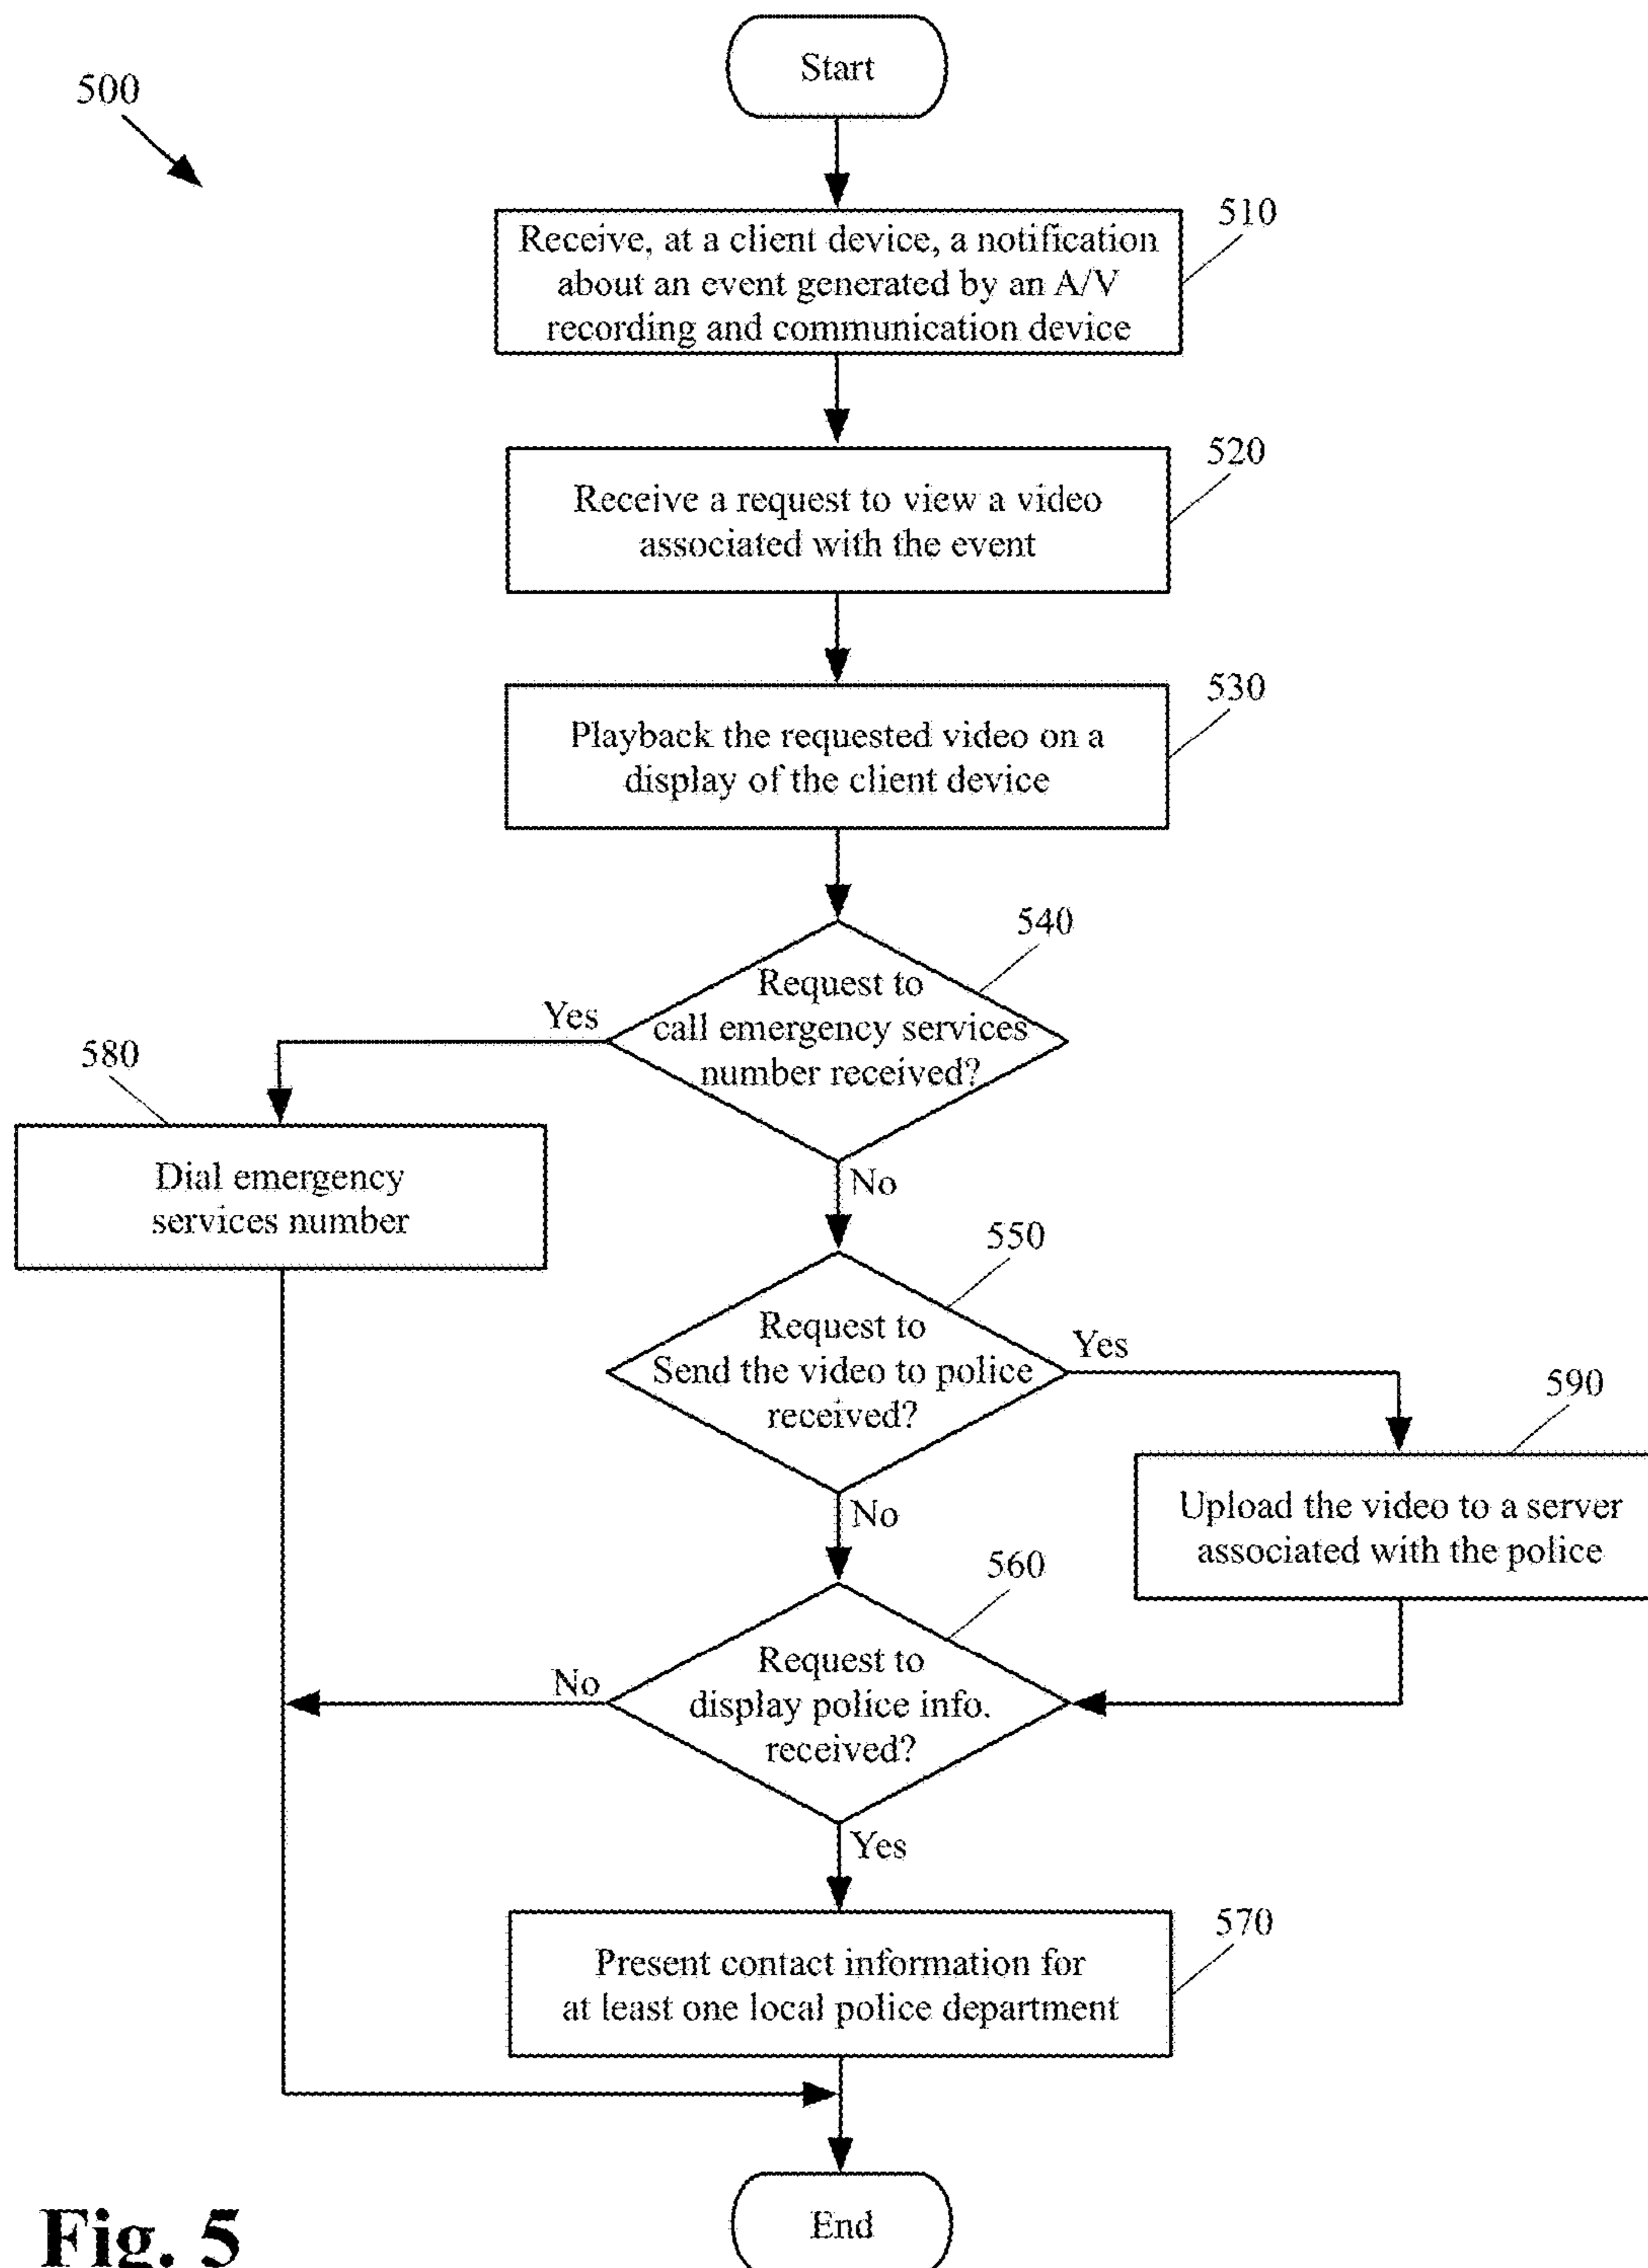 Start
500
510
Receive, at a client device, a notification
about an event generated by an A/V
recording and communication device
520
Receive a request to view a video
associated with the event
530
Playback the requested video on a
display of the client device
540
Request to
call emergency services
number received?
Yes
No
580
Dial emergency
services number
550
Request to
Send the video to police
received?
Yes
No
590
Upload the video to a server
associated with the police
560
Request to
display police info.
received?
No
Yes
570
Present contact information for
at least one local police department
End
Fig. 5